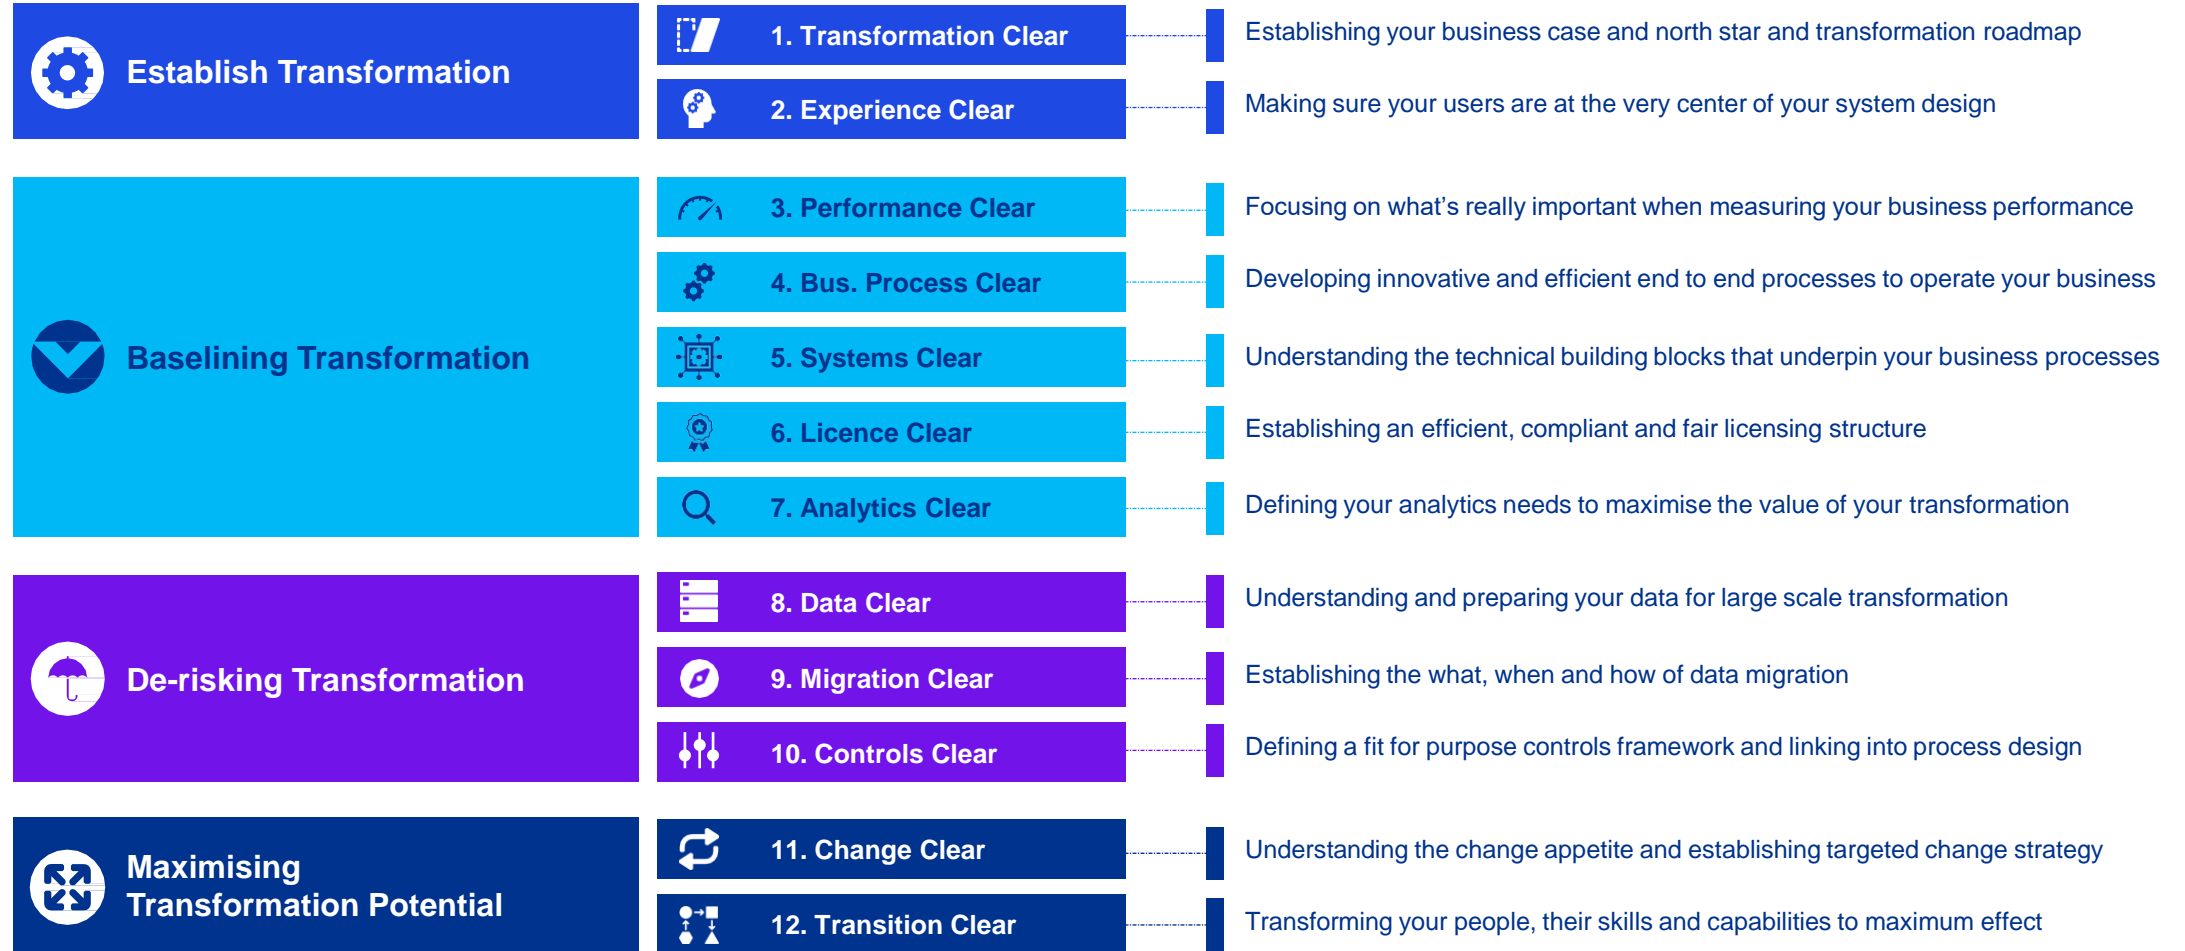 Establish Transformation
1. Transformation Clear
Establishing your business case and north star and transformation roadmap
2. Experience Clear
Making sure your users are at the very center of your system design
Baselining Transformation
3. Performance Clear
Focusing on what’s really important when measuring your business performance
4. Bus. Process Clear
Developing innovative and efficient end to end processes to operate your business
5. Systems Clear
Understanding the technical building blocks that underpin your business processes
6. Licence Clear
Establishing an efficient, compliant and fair licensing structure
7. Analytics Clear
Defining your analytics needs to maximise the value of your transformation
De-risking Transformation
8. Data Clear
Understanding and preparing your data for large scale transformation
9. Migration Clear
Establishing the what, when and how of data migration
10. Controls Clear
Defining a fit for purpose controls framework and linking into process design
Maximising
Transformation Potential
11. Change Clear
Understanding the change appetite and establishing targeted change strategy
12. Transition Clear
Transforming your people, their skills and capabilities to maximum effect